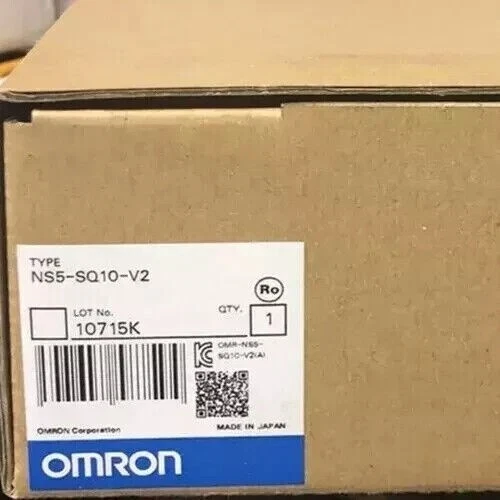 TYPE
NS5-SQ10-V2
Ro
LOT No.
QTY.
10715K
1
OMR-NS5-
SQ10-V2(A)
OMRON Corporation
MADE IN JAPAN
OMRON